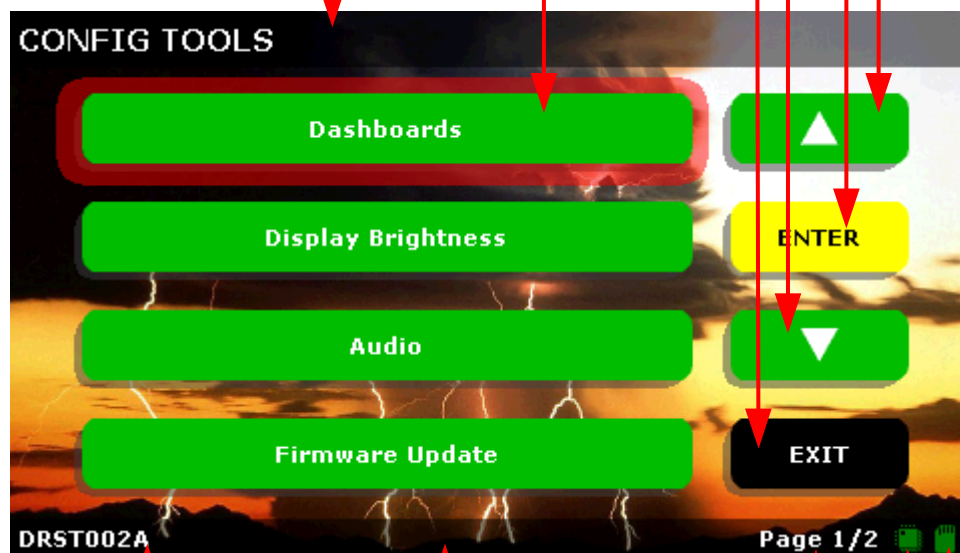 CONFIG TOOLS
Dashboards
Display Brightness
ENTER
Audio
Firmware Update
EXIT
DRST002A
Page 1/2